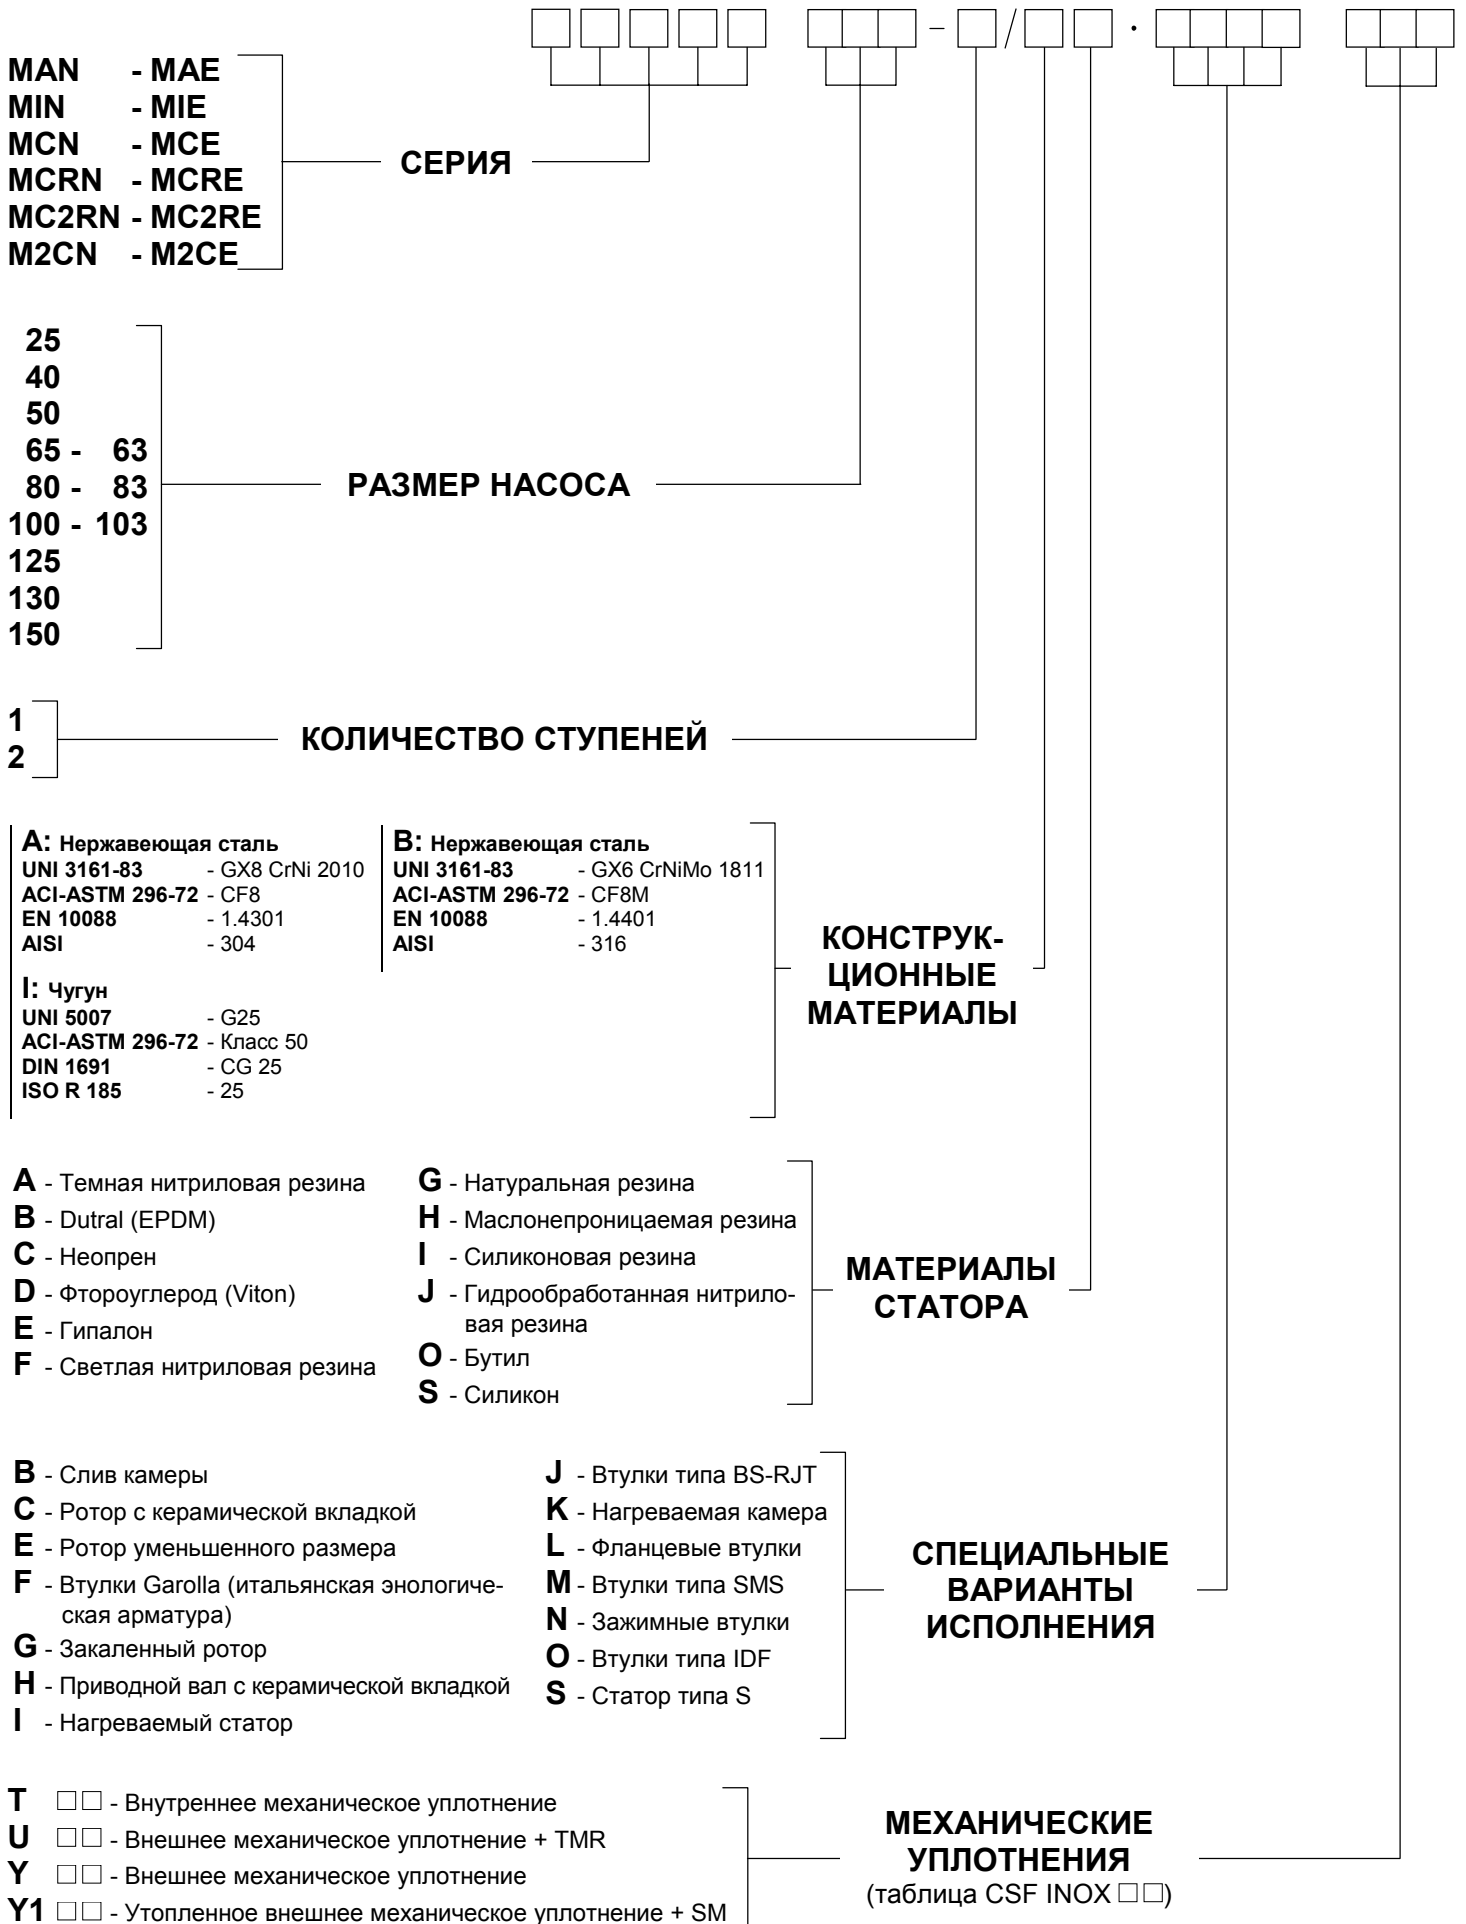 – / ·
MAN - MAE
MIN - MIE
MCN - MCE
MCRN - MCRE
MC2RN - MC2RE
M2CN - M2CE
СЕРИЯ
25
40
50
65 - 63
80 - 83
100 - 103
125
130
150
РАЗМЕР НАСОСА
1
2
КОЛИЧЕСТВО СТУПЕНЕЙ
A: Нержавеющая сталь
UNI 3161-83 - GX8 CrNi 2010
ACI-ASTM 296-72 - CF8
EN 10088 - 1.4301
AISI - 304
B: Нержавеющая сталь
UNI 3161-83 - GX6 CrNiMo 1811
ACI-ASTM 296-72 - CF8M
EN 10088 - 1.4401
AISI - 316
I: Чугун
UNI 5007 - G25
ACI-ASTM 296-72 - Класс 50
DIN 1691 - CG 25
ISO R 185 - 25
КОНСТРУК-
ЦИОННЫЕ
МАТЕРИАЛЫ
A - Темная нитриловая резина
B - Dutral (EPDM)
C - Неопрен
D - Фтороуглерод (Viton)
E - Гипалон
F - Светлая нитриловая резина
G - Натуральная резина
H - Маслонепроницаемая резина
I - Силиконовая резина
J - Гидрообработанная нитрило-
вая резина
O - Бутил
S - Силикон
МАТЕРИАЛЫ
СТАТОРА
B - Слив камеры
C - Ротор с керамической вкладкой
E - Ротор уменьшенного размера
F - Втулки Garolla (итальянская энологиче-
ская арматура)
G - Закаленный ротор
H - Приводной вал с керамической вкладкой
I - Нагреваемый статор
J - Втулки типа BS-RJT
K - Нагреваемая камера
L - Фланцевые втулки
M - Втулки типа SMS
N - Зажимные втулки
O - Втулки типа IDF
S - Статор типа S
СПЕЦИАЛЬНЫЕ
ВАРИАНТЫ
ИСПОЛНЕНИЯ
T □□ - Внутреннее механическое уплотнение
U □□ - Внешнее механическое уплотнение + TMR
Y □□ - Внешнее механическое уплотнение
Y1 □□ - Утопленное внешнее механическое уплотнение + SM
МЕХАНИЧЕСКИЕ
УПЛОТНЕНИЯ
(таблица CSF INOX □□)